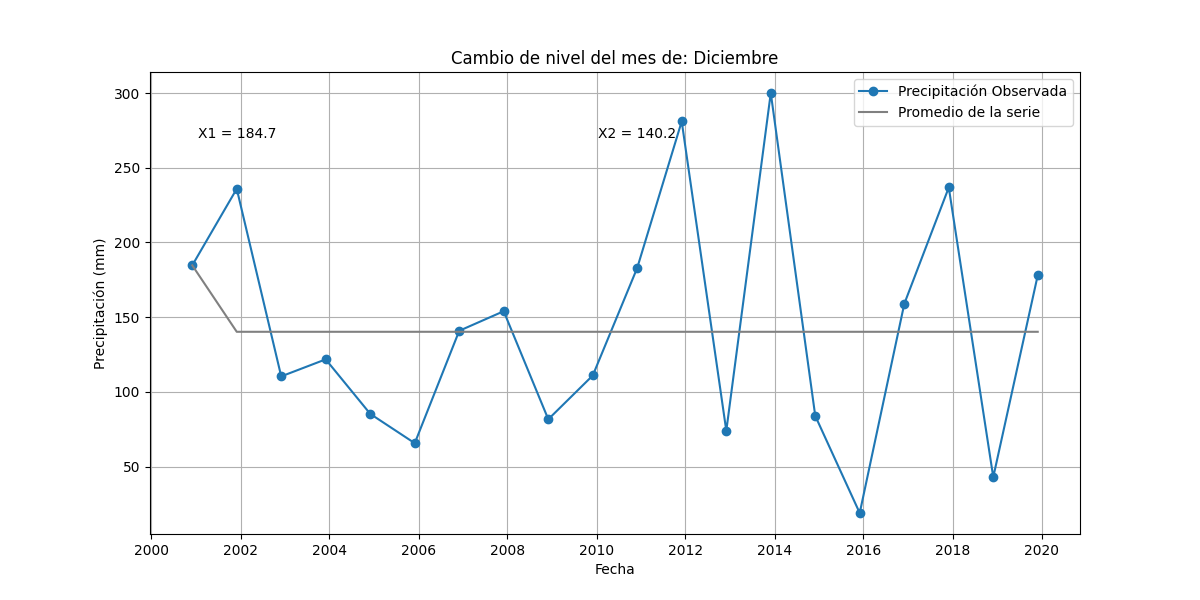 Cambio de nivel del mes de: Diciembre
Precipitación Observada
Promedio de la serie
X1 = 184.7
X2 = 140.2
Precipitación (mm)
300
250
200
150
100
50
2000
2002
2004
2006
2008
2010
2012
2014
2016
2018
2020
Fecha